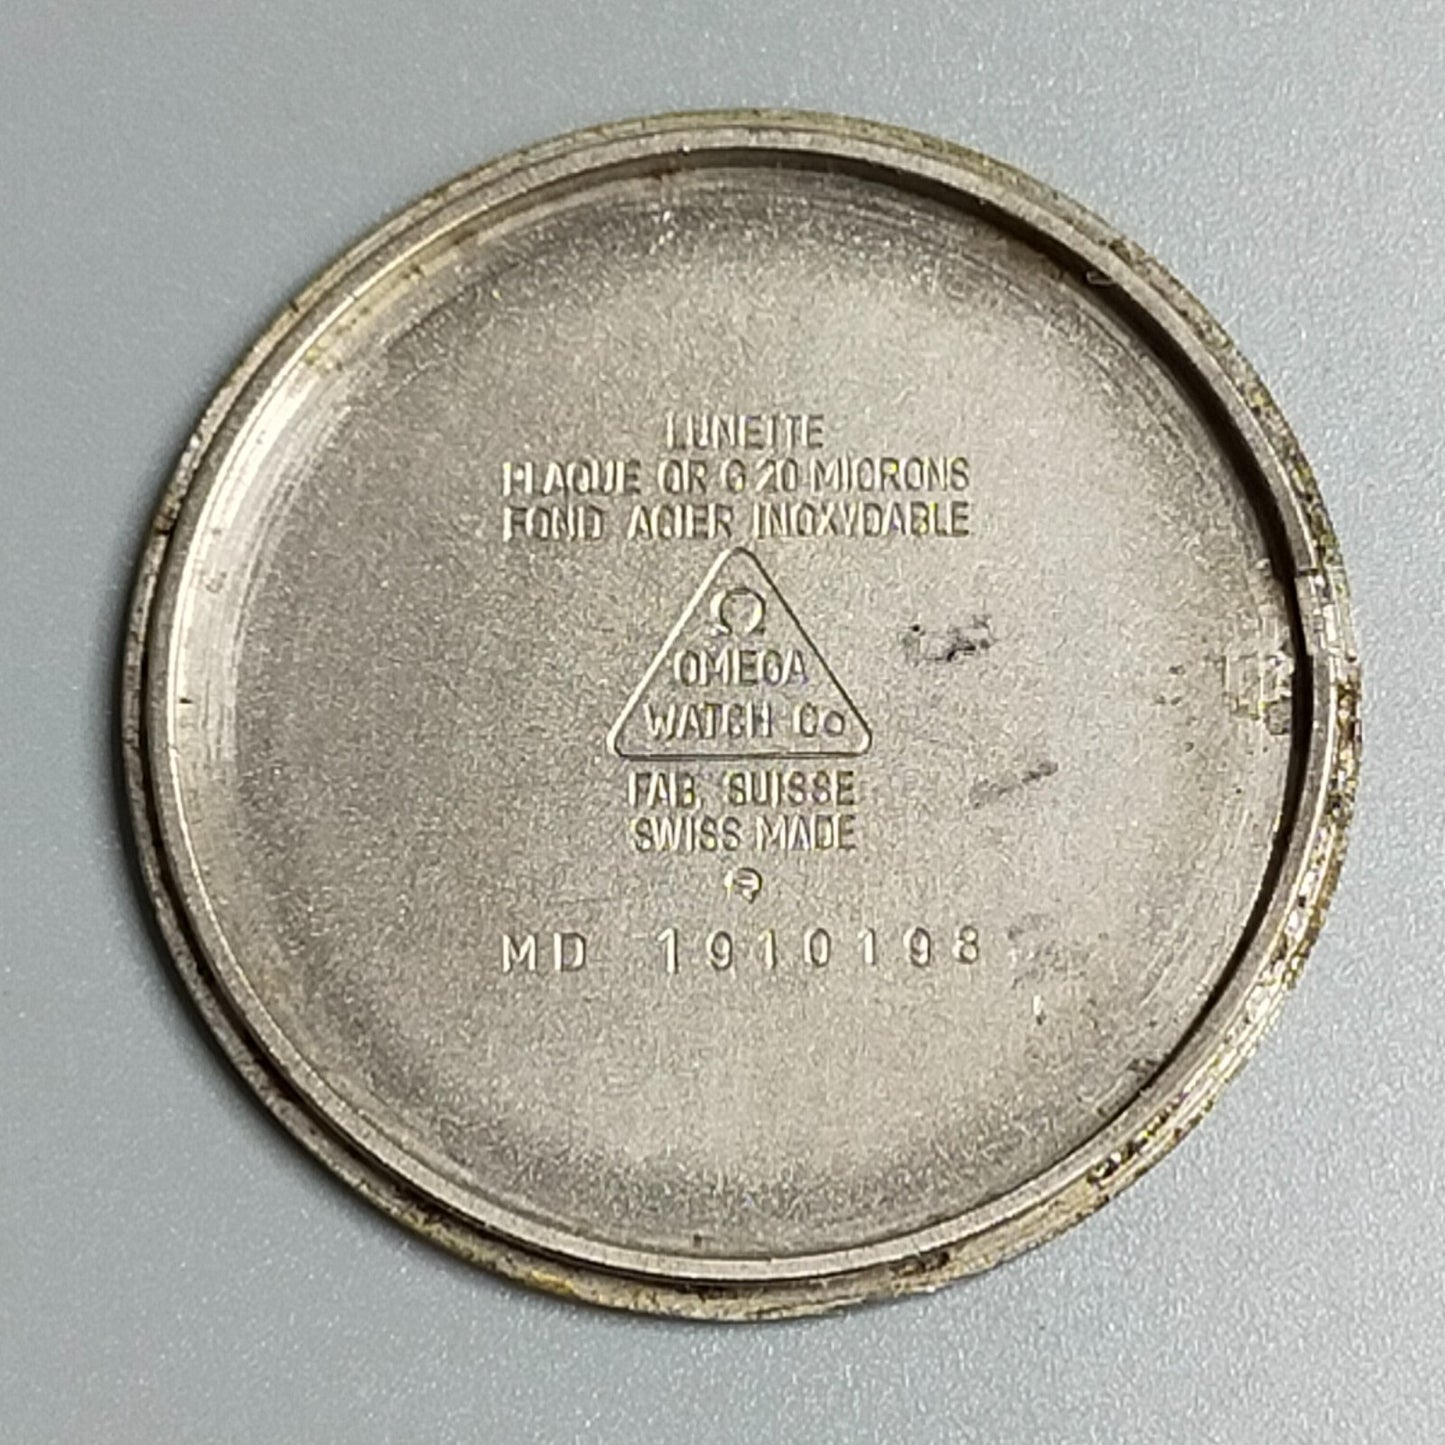 LUNETTE
PLAQUE OR G 20 MICRONS
FOND ACIER INOXYDABLE
Ω
OMEGA
WATCH Co
FAB. SUISSE
SWISS MADE
MD 1910198